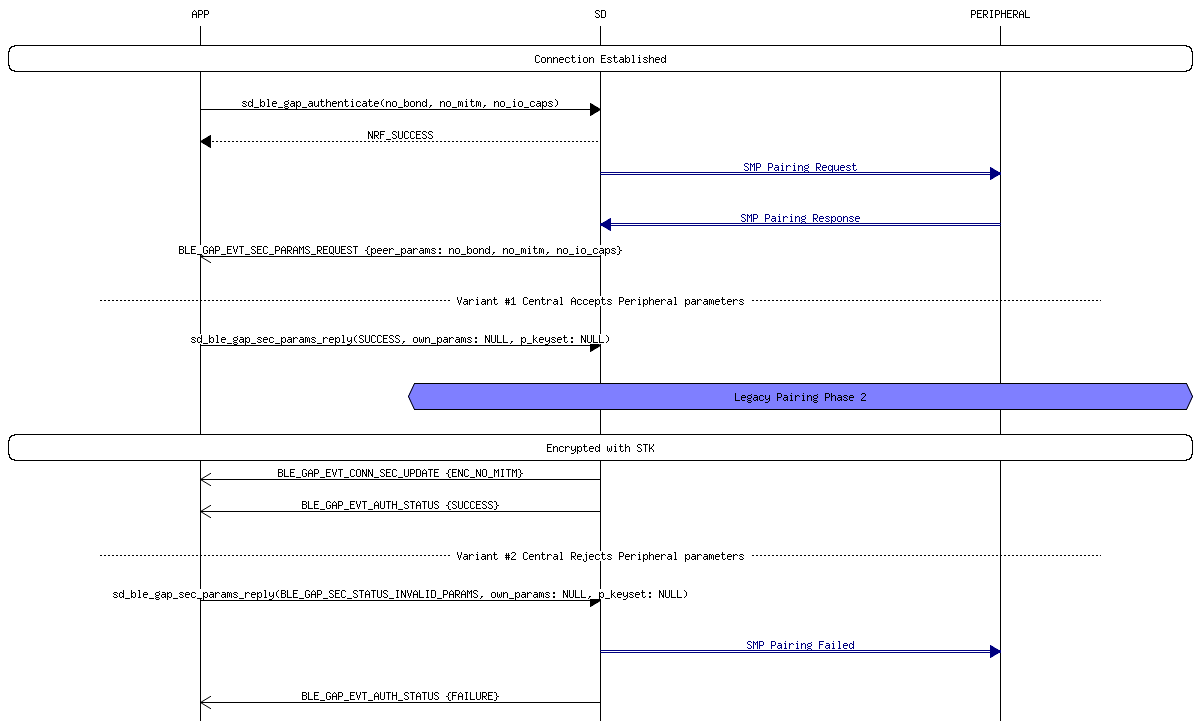 APP SD PERIPHERAL
Connection Established
sd_ble_gap_authenticate(no_bond, no_mitm, no_io_caps)
NRF_SUCCESS
SMP Pairing Request
SMP Pairing Response
BLE_GAP_EVT_SEC_PARAMS_REQUEST {peer_params: no_bond, no_mitm, no_io_caps}
Variant #1 Central Accepts Peripheral parameters
sd_ble_gap_sec_params_reply(SUCCESS, own_params: NULL, p_keyset: NULL)
Legacy Pairing Phase 2
Encrypted with STK
BLE_GAP_EVT_CONN_SEC_UPDATE {ENC_NO_MITM}
BLE_GAP_EVT_AUTH_STATUS {SUCCESS}
Variant #2 Central Rejects Peripheral parameters
sd_ble_gap_sec_params_reply(BLE_GAP_SEC_STATUS_INVALID_PARAMS, own_params: NULL, p_keyset: NULL)
SMP Pairing Failed
BLE_GAP_EVT_AUTH_STATUS {FAILURE}